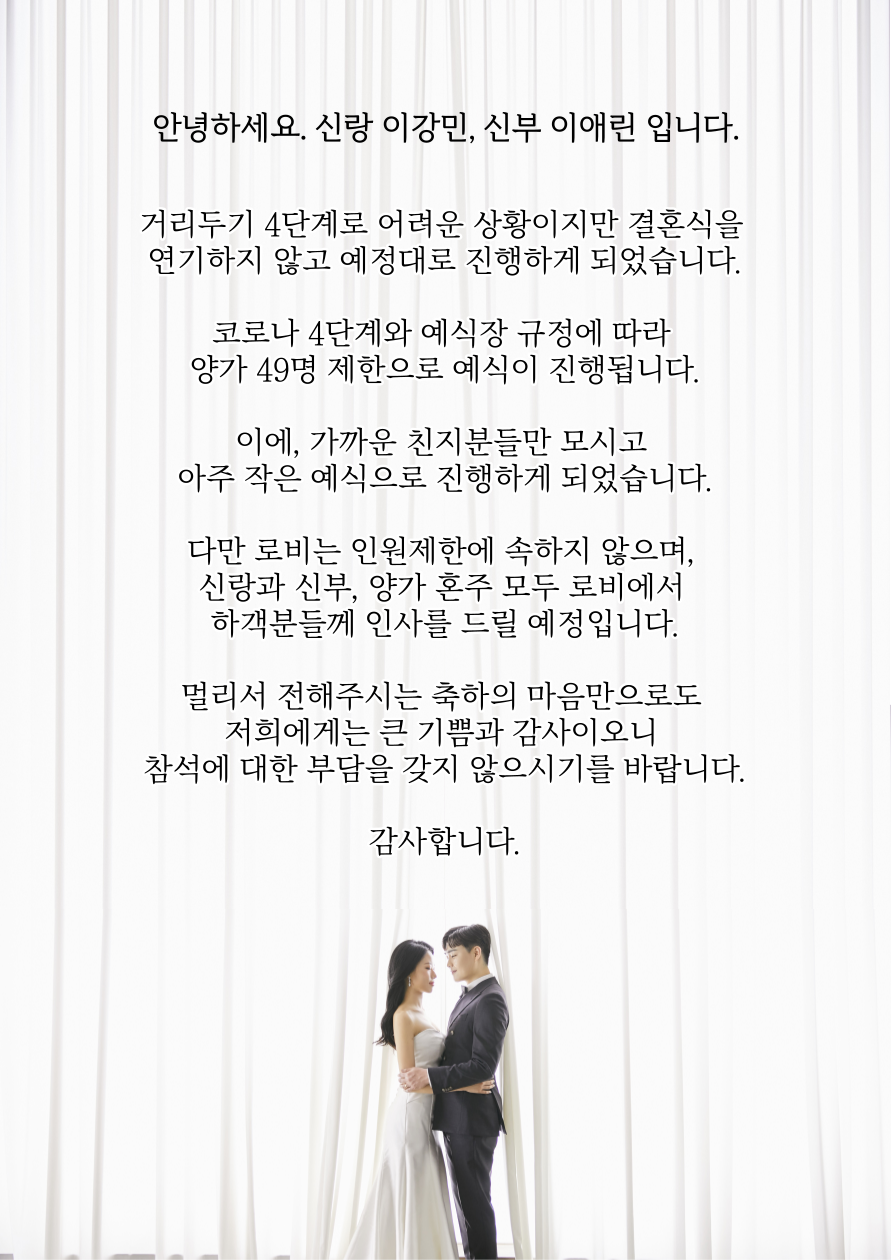 안녕하세요. 신랑 이강민, 신부 이애린 입니다.
거리두기 4단계로 어려운 상황이지만 결혼식을
연기하지 않고 예정대로 진행하게 되었습니다.
코로나 4단계와 예식장 규정에 따라
양가 49명 제한으로 예식이 진행됩니다.
이에, 가까운 친지분들만 모시고
아주 작은 예식으로 진행하게 되었습니다.
다만 로비는 인원제한에 속하지 않으며,
신랑과 신부, 양가 혼주 모두 로비에서
하객분들께 인사를 드릴 예정입니다.
멀리서 전해주시는 축하의 마음만으로도
저희에게는 큰 기쁨과 감사이오니
참석에 대한 부담을 갖지 않으시기를 바랍니다.
감사합니다.